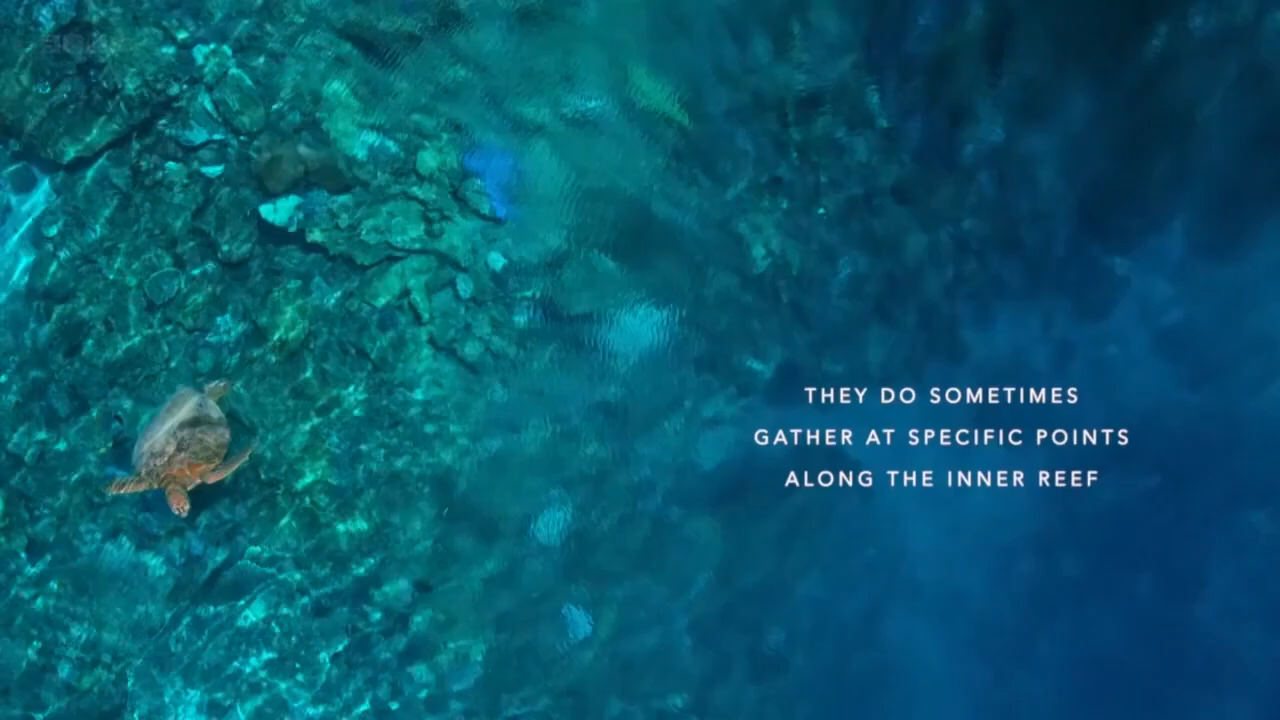 THEY DO SOMETIMES
GATHER AT SPECIFIC POINTS
ALONG THE INNER REEF